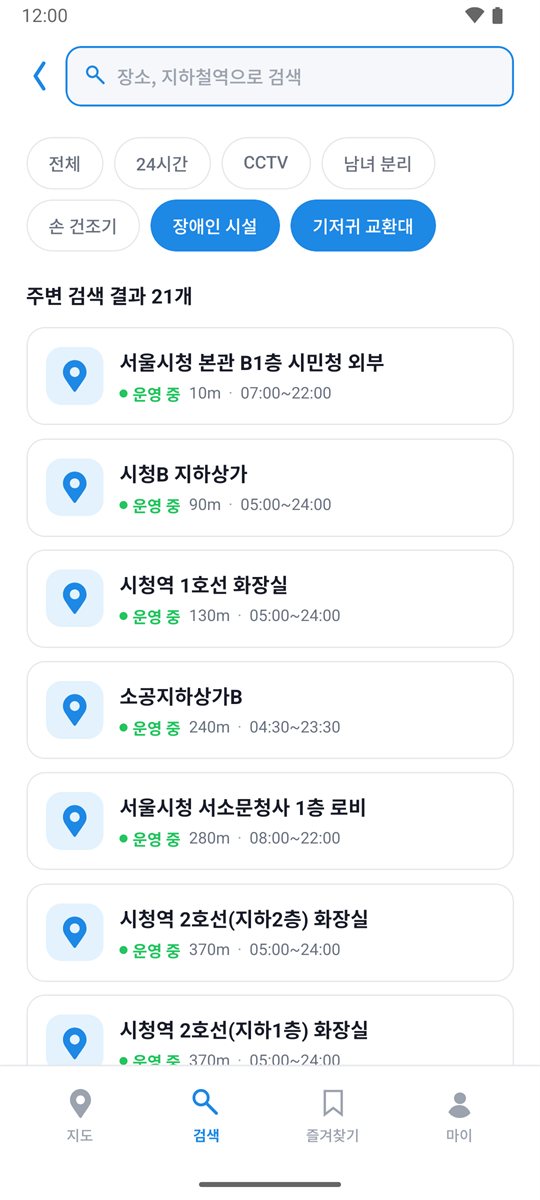 12:00
장소, 지하철역으로 검색
전체 24시간 CCTV 남녀 분리
손 건조기 장애인 시설 기저귀 교환대
주변 검색 결과 21개
서울시청 본관 B1층 시민청 외부
운영 중 10m · 07:00~22:00
시청B 지하상가
운영 중 90m · 05:00~24:00
시청역 1호선 화장실
운영 중 130m · 05:00~24:00
소공지하상가B
운영 중 240m · 04:30~23:30
서울시청 서소문청사 1층 로비
운영 중 280m · 08:00~22:00
시청역 2호선(지하2층) 화장실
운영 중 370m · 05:00~24:00
시청역 2호선(지하1층) 화장실
운영 중 370m · 05:00~24:00
지도 검색 즐겨찾기 마이